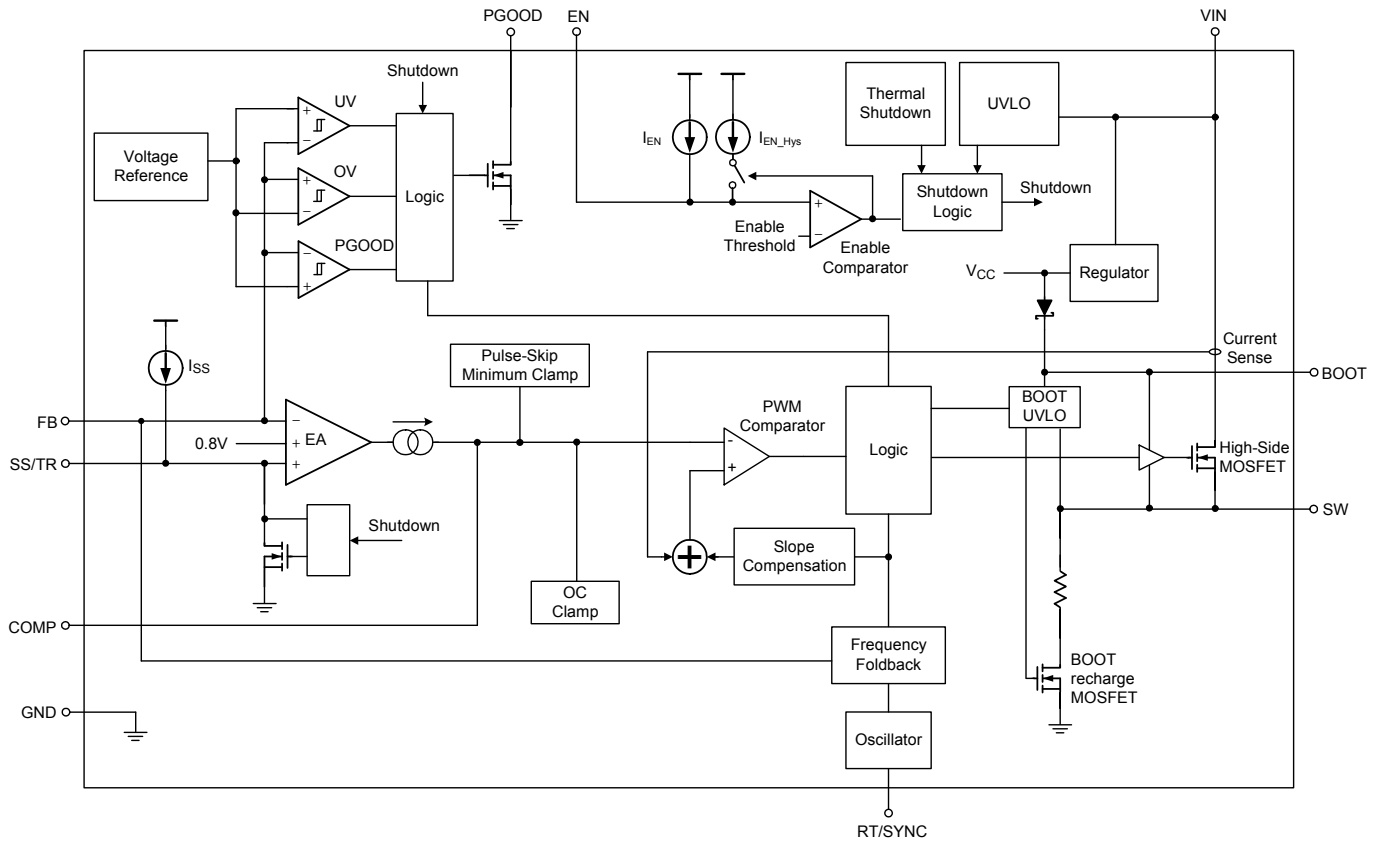 PGOOD
EN
VIN
Shutdown
UV
Voltage
Reference
OV
PGOOD
Logic
IEN
IEN_Hys
Thermal
Shutdown
UVLO
Shutdown
Logic
Shutdown
Enable
Threshold
Enable
Comparator
VCC
Regulator
ISS
Current
Sense
BOOT
Pulse-Skip
Minimum Clamp
BOOT
UVLO
PWM
Comparator
FB
0.8V
EA
SS/TR
Logic
High-Side
MOSFET
SW
Shutdown
Slope
Compensation
OC
Clamp
COMP
Frequency
Foldback
BOOT
recharge
MOSFET
GND
Oscillator
RT/SYNC